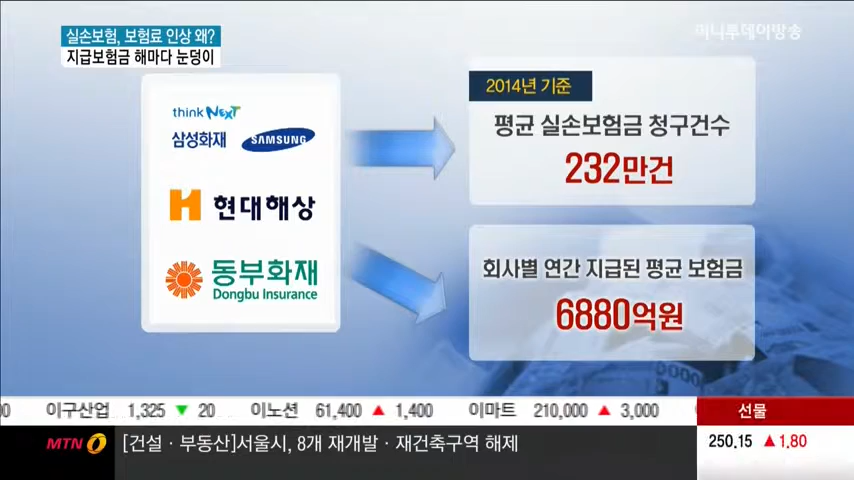 실손보험, 보험료 인상 왜?
지급보험금 해마다 눈덩이
머니투데이방송
think NEXT
삼성화재 SAMSUNG
현대해상
동부화재
Dongbu Insurance
2014년 기준
평균 실손보험금 청구건수
232만건
회사별 연간 지급된 평균 보험금
6880억원
00 이구산업 1,325 ▼ 20 이노션 61,400 ▲ 1,400 이마트 210,000 ▲ 3,000
선물
250.15 ▲1.80
MTN
[건설·부동산]서울시, 8개 재개발·재건축구역 해제